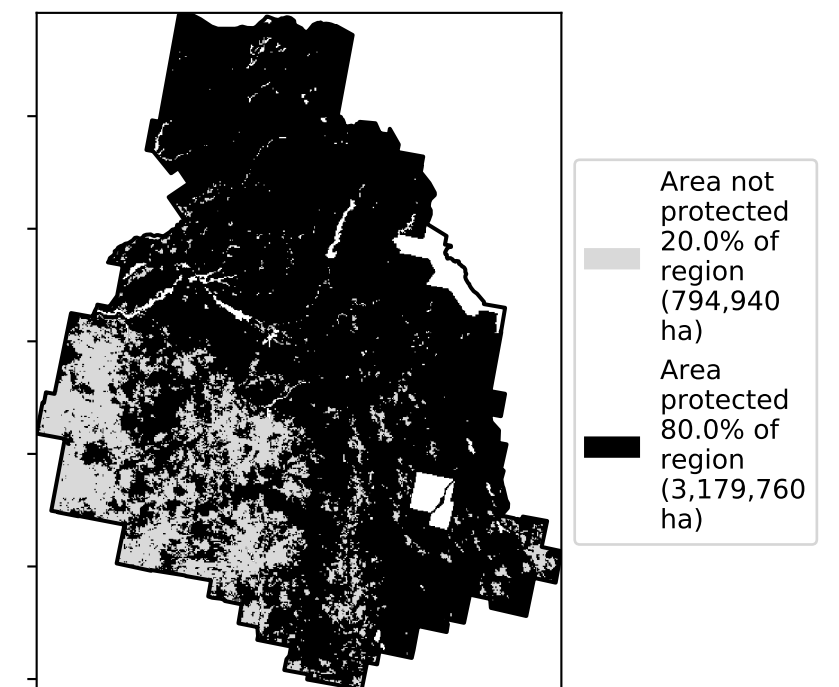 Area not
protected
20.0% of
region
(794,940
ha)
Area
protected
80.0% of
region
(3,179,760
ha)